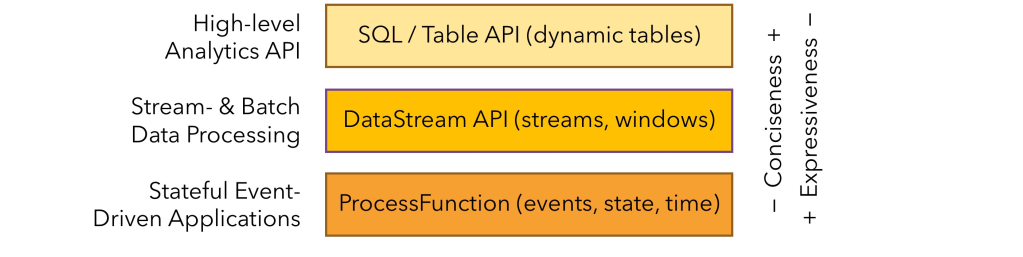 High-level
Analytics API
SQL / Table API (dynamic tables)
Stream- & Batch
Data Processing
DataStream API (streams, windows)
Stateful Event-
Driven Applications
ProcessFunction (events, state, time)
− Conciseness +
+ Expressiveness −